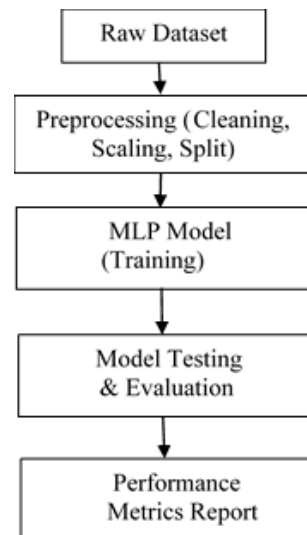 Raw Dataset
Preprocessing (Cleaning,
Scaling, Split)
MLP Model
(Training)
Model Testing
& Evaluation
Performance
Metrics Report